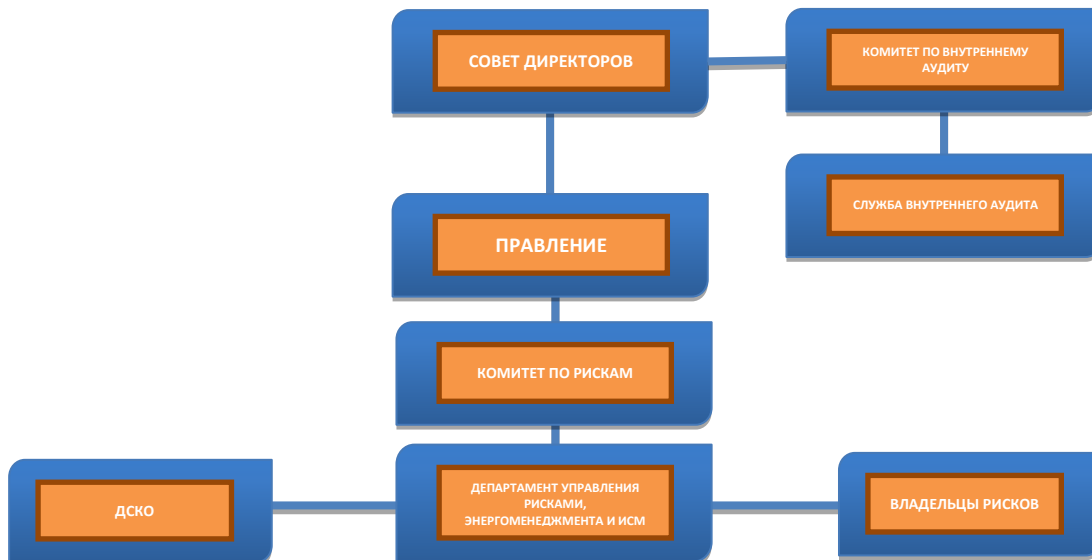 СОВЕТ ДИРЕКТОРОВ
КОМИТЕТ ПО ВНУТРЕННЕМУ
АУДИТУ
СЛУЖБА ВНУТРЕННЕГО АУДИТА
ПРАВЛЕНИЕ
КОМИТЕТ ПО РИСКАМ
ДСКО
ДЕПАРТАМЕНТ УПРАВЛЕНИЯ
РИСКАМИ,
ЭНЕРГОМЕНЕДЖМЕНТА И ИСМ
ВЛАДЕЛЬЦЫ РИСКОВ